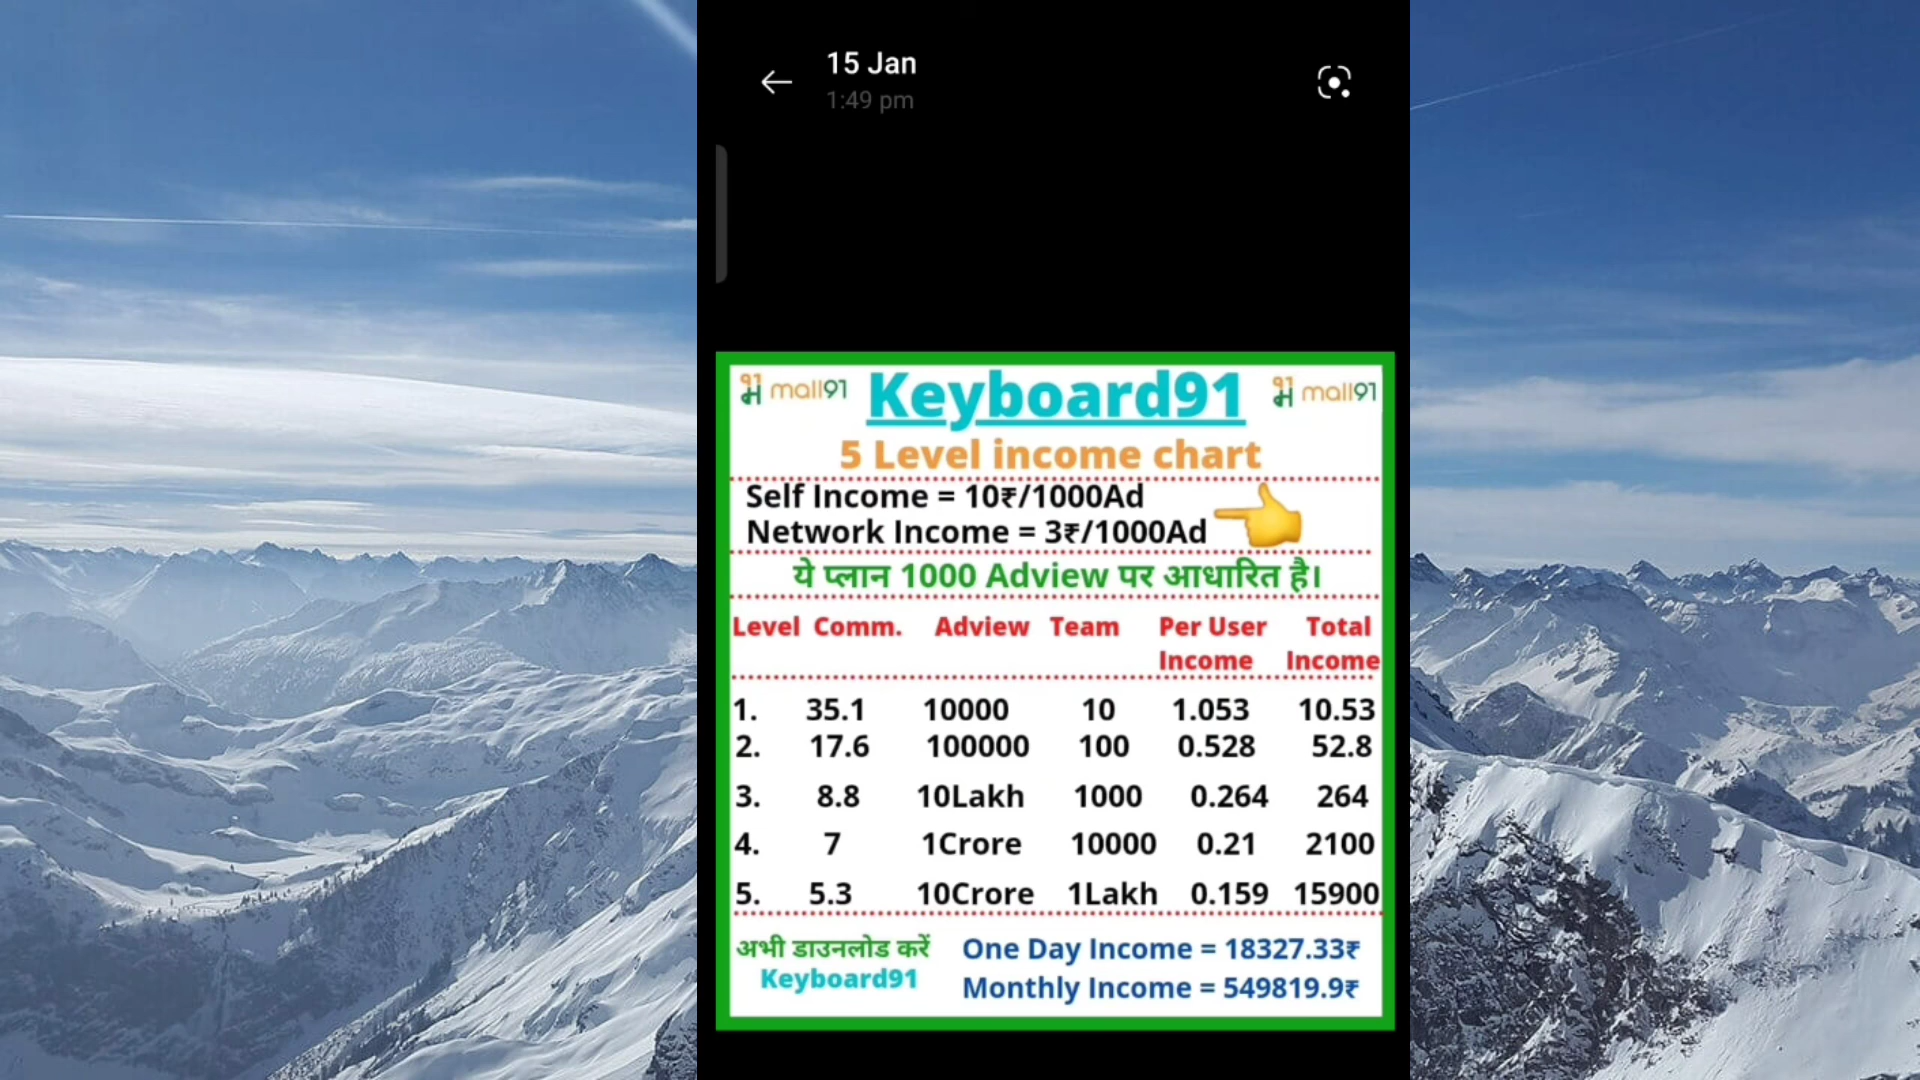 15 Jan
1:49 pm
mall91 Keyboard91 mall91
5 Level income chart
Self Income = 10₹/1000Ad
Network Income = 3₹/1000Ad
ये प्लान 1000 Adview पर आधारित है।
Level Comm. Adview Team Per User Income Total Income
1. 35.1 10000 10 1.053 10.53
2. 17.6 100000 100 0.528 52.8
3. 8.8 10Lakh 1000 0.264 264
4. 7 1Crore 10000 0.21 2100
5. 5.3 10Crore 1Lakh 0.159 15900
अभी डाउनलोड करें
Keyboard91
One Day Income = 18327.33₹
Monthly Income = 549819.9₹